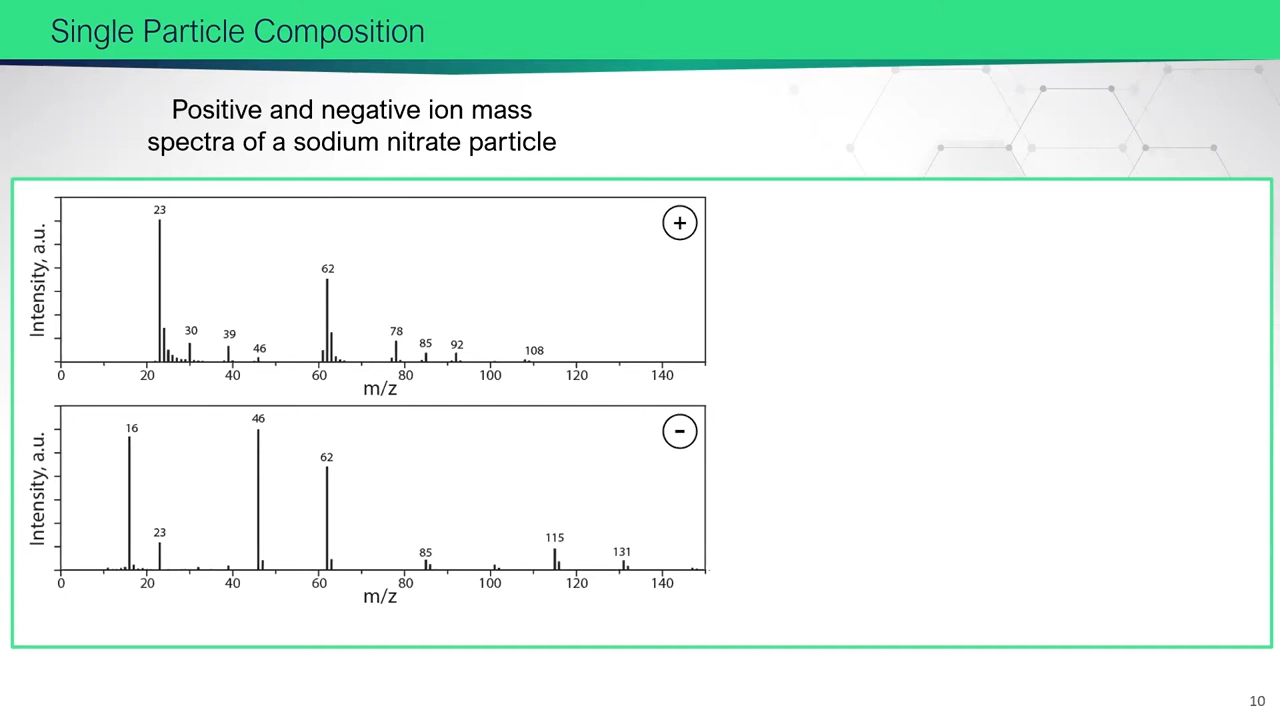 Single Particle Composition
Positive and negative ion mass
spectra of a sodium nitrate particle
Intensity, a.u.
23
30
39
46
62
78
85
92
108
+
0 20 40 60 80 100 120 140
m/z
Intensity, a.u.
16
23
46
62
85
115
131
-
0 20 40 60 80 100 120 140
m/z
10